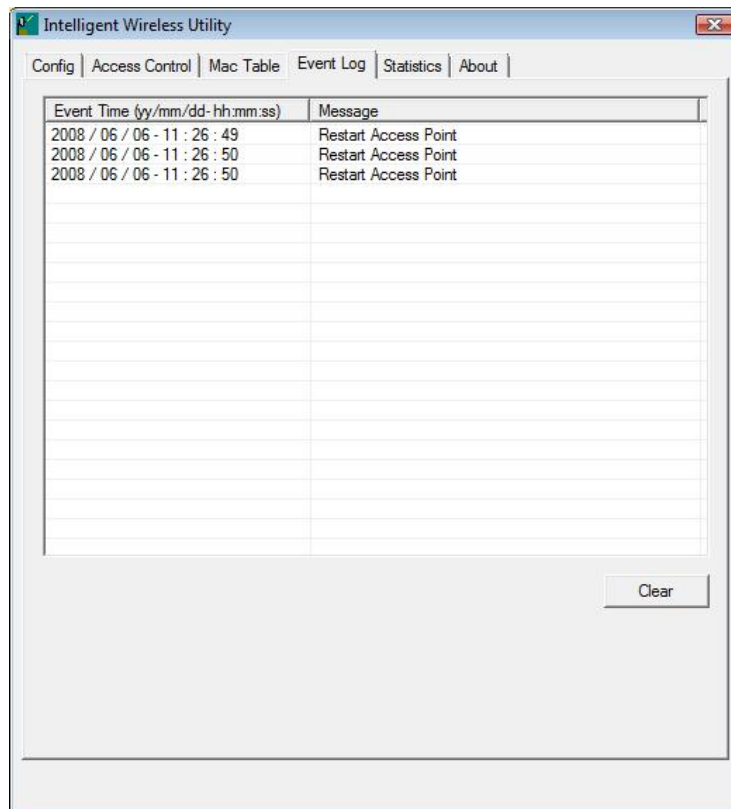 Intelligent Wireless Utility
Config Access Control Mac Table Event Log Statistics About
Event Time (yy/mm/dd- hh:mm:ss) Message
2008 / 06 / 06 - 11 : 26 : 49 Restart Access Point
2008 / 06 / 06 - 11 : 26 : 50 Restart Access Point
2008 / 06 / 06 - 11 : 26 : 50 Restart Access Point
Clear